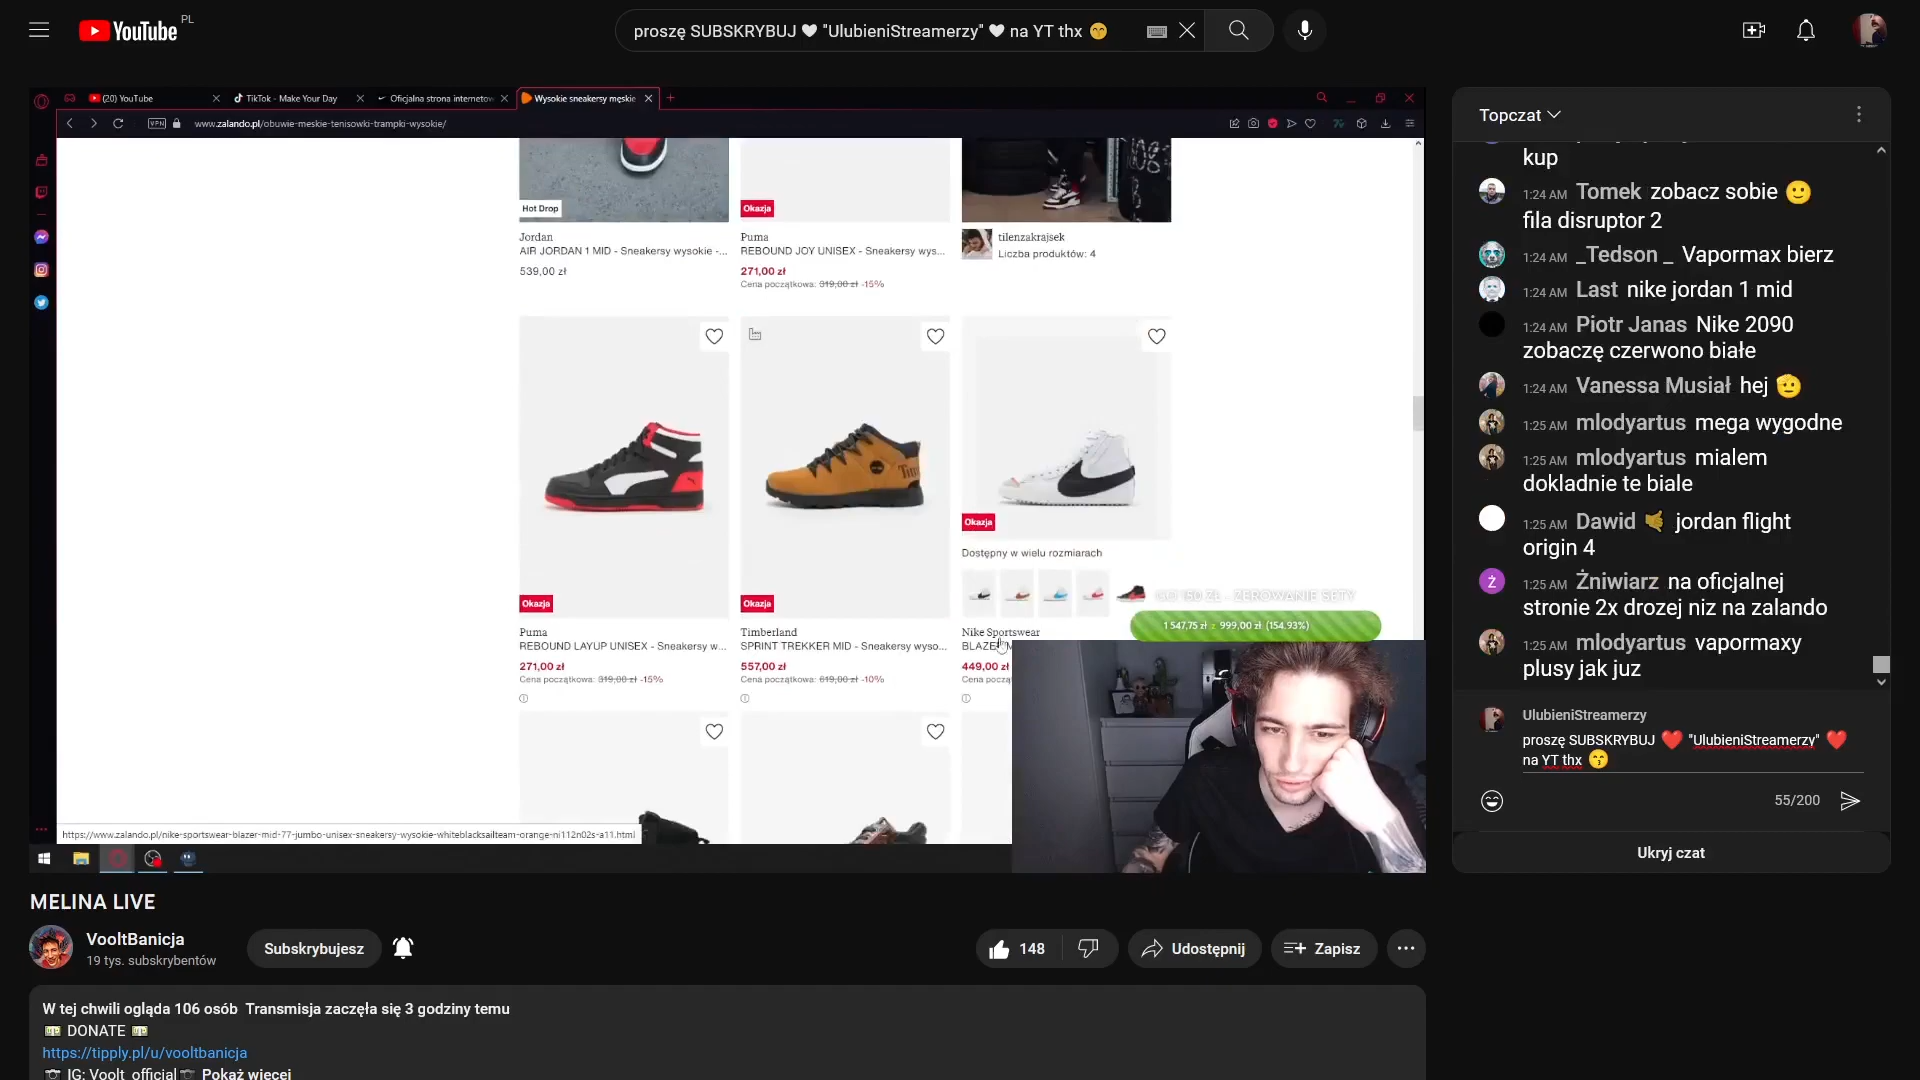 YouTube PL
proszę SUBSKRYBUJ 🤍 "UlubieniStreamerzy" 🤍 na YT thx 😙
(20) YouTube
TikTok - Make Your Day
Oficjalna strona internetow
Wysokie sneakersy męskie
VPN
www.zalando.pl/obuwie-meskie-tenisowki-trampki-wysokie/
Hot Drop
Okazja
Jordan
AIR JORDAN 1 MID - Sneakersy wysokie -...
539,00 zł
Puma
REBOUND JOY UNISEX - Sneakersy wys...
271,00 zł
Cena początkowa: 319,00 zł -15%
tilenzakrajsek
Liczba produktów: 4
Okazja
Puma
REBOUND LAYUP UNISEX - Sneakersy w...
271,00 zł
Cena początkowa: 319,00 zł -15%
Okazja
Timberland
SPRINT TREKKER MID - Sneakersy wyso...
557,00 zł
Cena początkowa: 619,00 zł -10%
Okazja
Dostępny w wielu rozmiarach
Nike Sportswear
449,00 zł
CO 150 ZŁ - ZEROWANIE SETY
1 547,75 zł z 999,00 zł (154.93%)
https://www.zalando.pl/nike-sportswear-blazer-mid-77-jumbo-unisex-sneakersy-wysokie-whiteblacksailteam-orange-ni112n02s-a11.html
Topczat
kup
1:24 AM Tomek zobacz sobie 🙂
fila disruptor 2
1:24 AM _Tedson _ Vapormax bierz
1:24 AM Last nike jordan 1 mid
1:24 AM Piotr Janas Nike 2090
zobaczę czerwono białe
1:24 AM Vanessa Musiał hej 🫡
1:25 AM mlodyartus mega wygodne
1:25 AM mlodyartus mialem
dokladnie te biale
1:25 AM Dawid 🤙 jordan flight
origin 4
Ż
1:25 AM Żniwiarz na oficjalnej
stronie 2x drozej niz na zalando
1:25 AM mlodyartus vapormaxy
plusy jak juz
UlubieniStreamerzy
proszę SUBSKRYBUJ ❤️ "UlubieniStreamerzy" ❤️
na YT thx 😙
55/200
Ukryj czat
MELINA LIVE
VooltBanicja
19 tys. subskrybentów
Subskrybujesz
148
Udostępnij
Zapisz
W tej chwili ogląda 106 osób Transmisja zaczęła się 3 godziny temu
💵 DONATE 💵
https://tipply.pl/u/vooltbanicja
📷 IG: Voolt_official 📷 Pokaż więcej